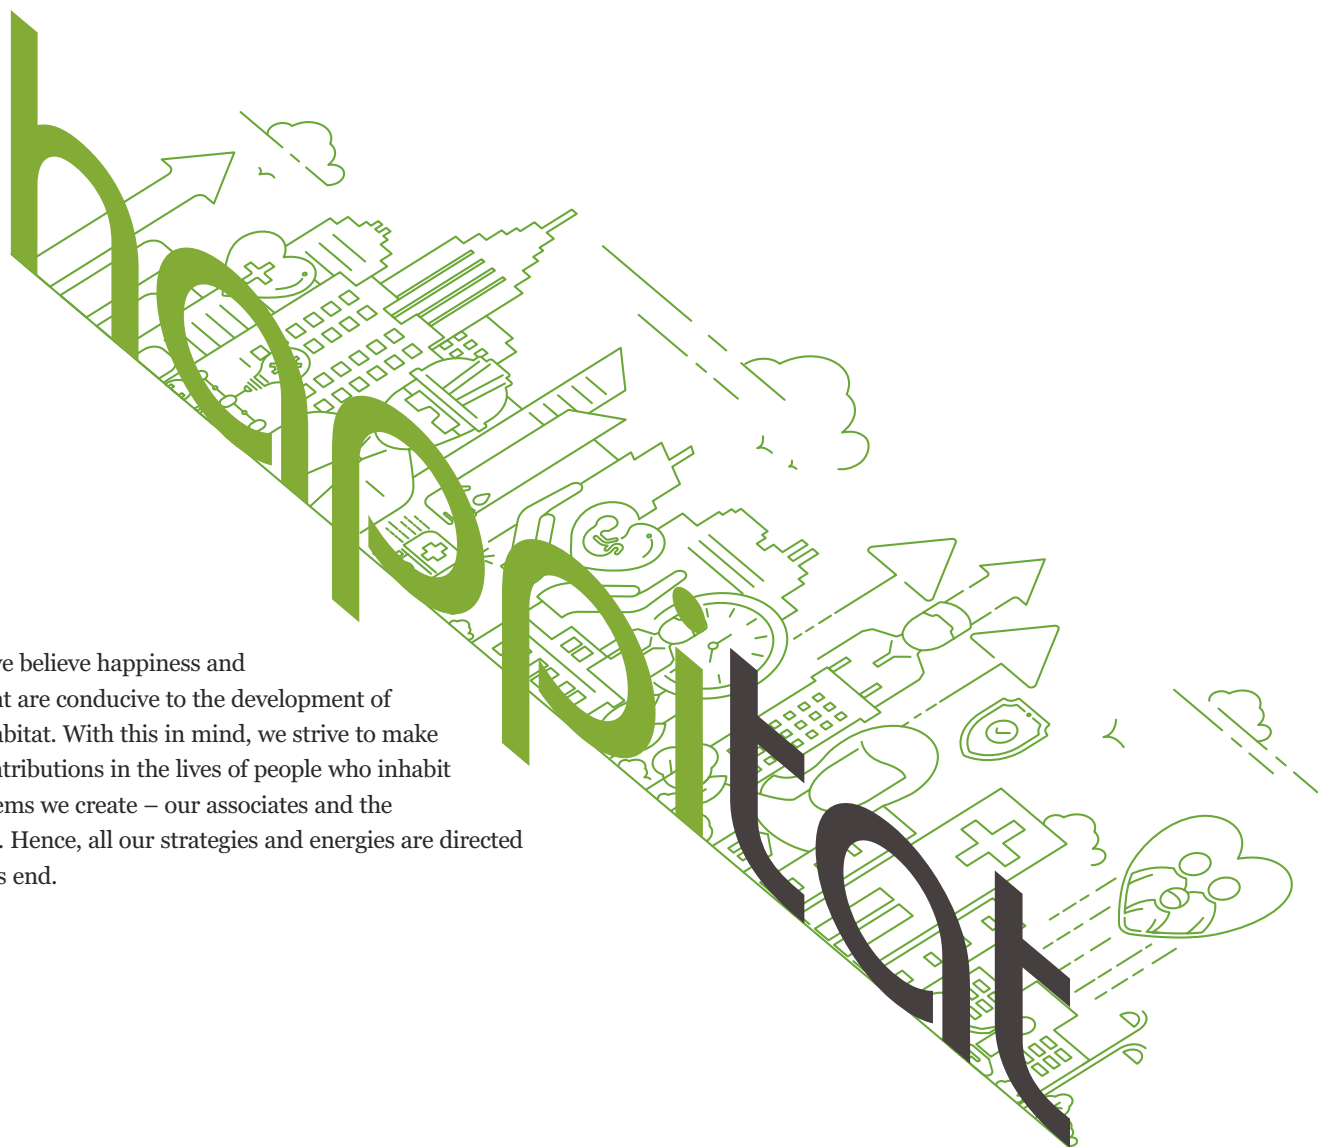 happitat
ve believe happiness and
nt are conducive to the development of
abitat. With this in mind, we strive to make
ntributions in the lives of people who inhabit
ems we create – our associates and the
. Hence, all our strategies and energies are directed
s end.